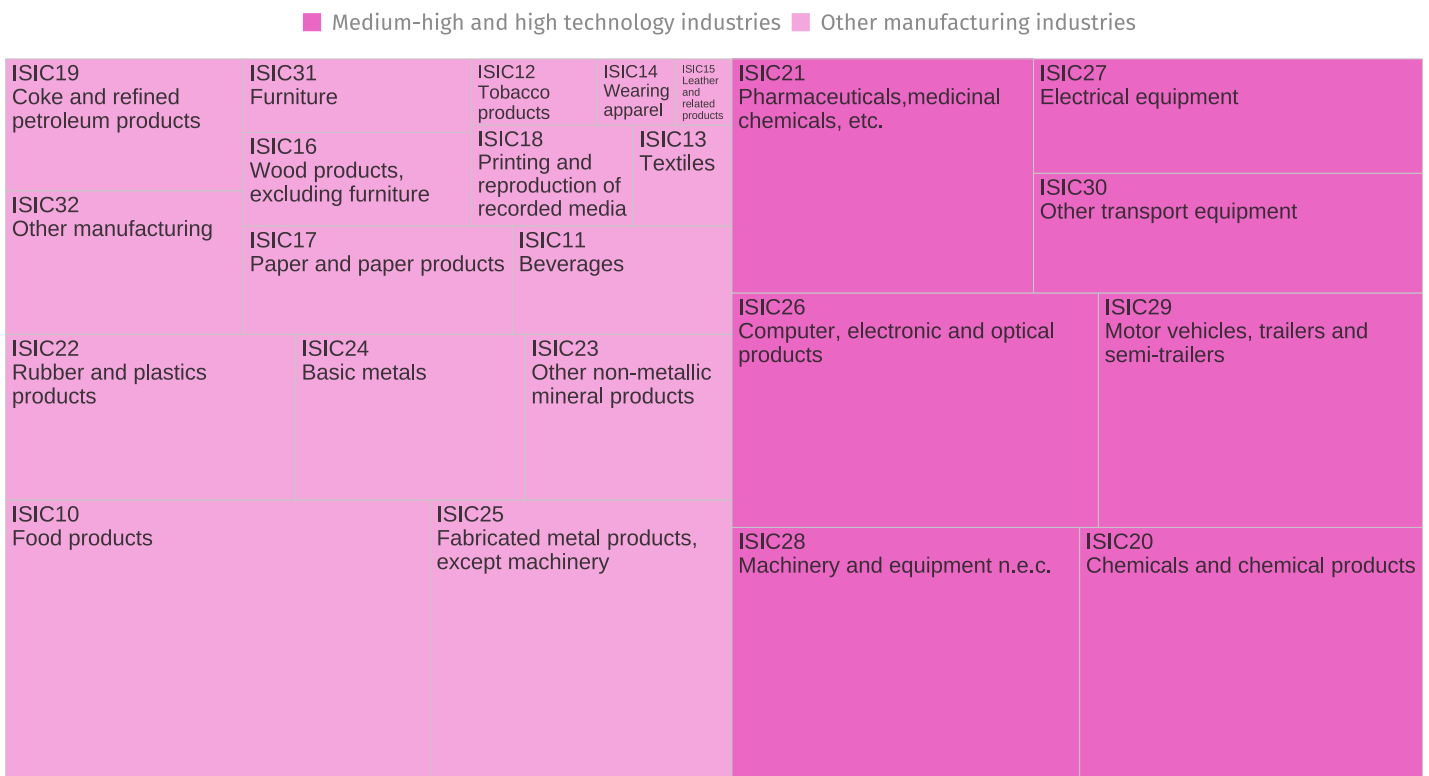 Medium-high and high technology industries Other manufacturing industries
ISIC19
Coke and refined
petroleum products
ISIC31
Furniture
ISIC12
Tobacco
products
ISIC14
Wearing
apparel
ISIC15
Leather
and
related
products
ISIC16
Wood products,
excluding furniture
ISIC18
Printing and
reproduction of
recorded media
ISIC13
Textiles
ISIC32
Other manufacturing
ISIC17
Paper and paper products
ISIC11
Beverages
ISIC22
Rubber and plastics
products
ISIC24
Basic metals
ISIC23
Other non-metallic
mineral products
ISIC10
Food products
ISIC25
Fabricated metal products,
except machinery
ISIC21
Pharmaceuticals,medicinal
chemicals, etc.
ISIC27
Electrical equipment
ISIC30
Other transport equipment
ISIC26
Computer, electronic and optical
products
ISIC29
Motor vehicles, trailers and
semi-trailers
ISIC28
Machinery and equipment n.e.c.
ISIC20
Chemicals and chemical products